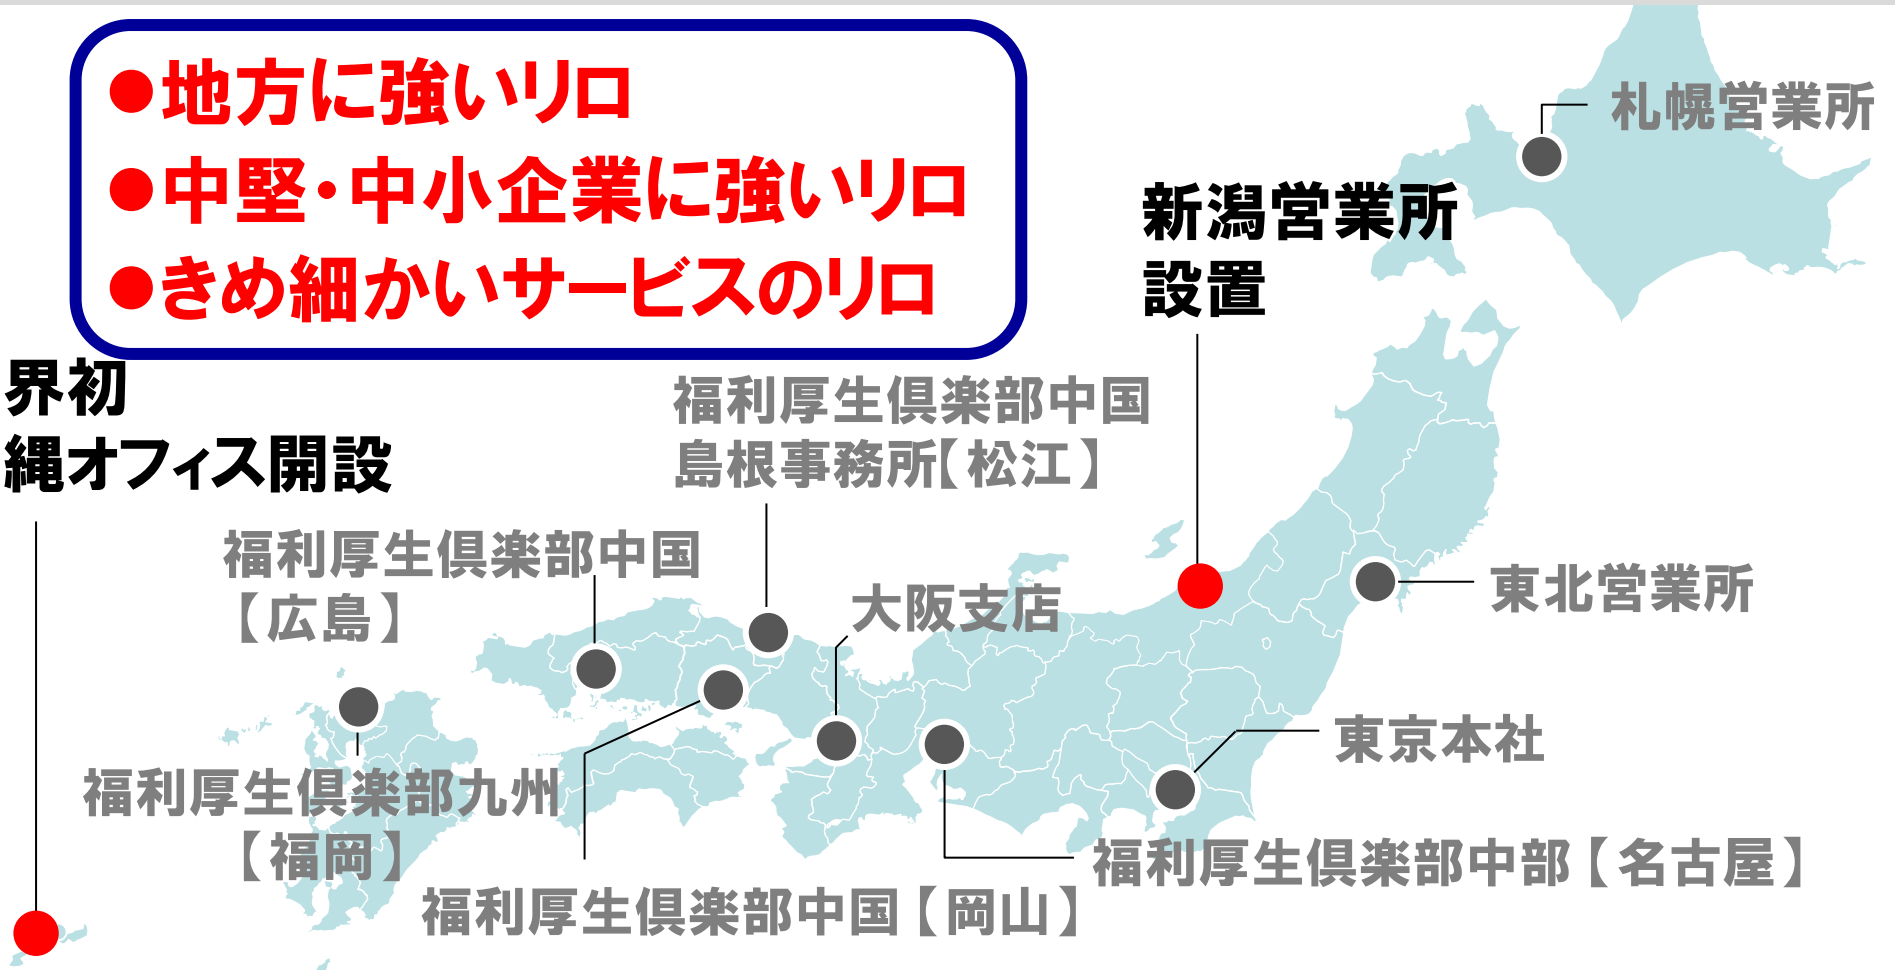 ●地方に強いリロ
●中堅・中小企業に強いリロ
●きめ細かいサービスのリロ
札幌営業所
新潟営業所
設置
界初
縄オフィス開設
福利厚生倶楽部中国
島根事務所【松江】
福利厚生倶楽部中国
【広島】
大阪支店
東北営業所
東京本社
福利厚生倶楽部九州
【福岡】
福利厚生倶楽部中部【名古屋】
福利厚生倶楽部中国【岡山】